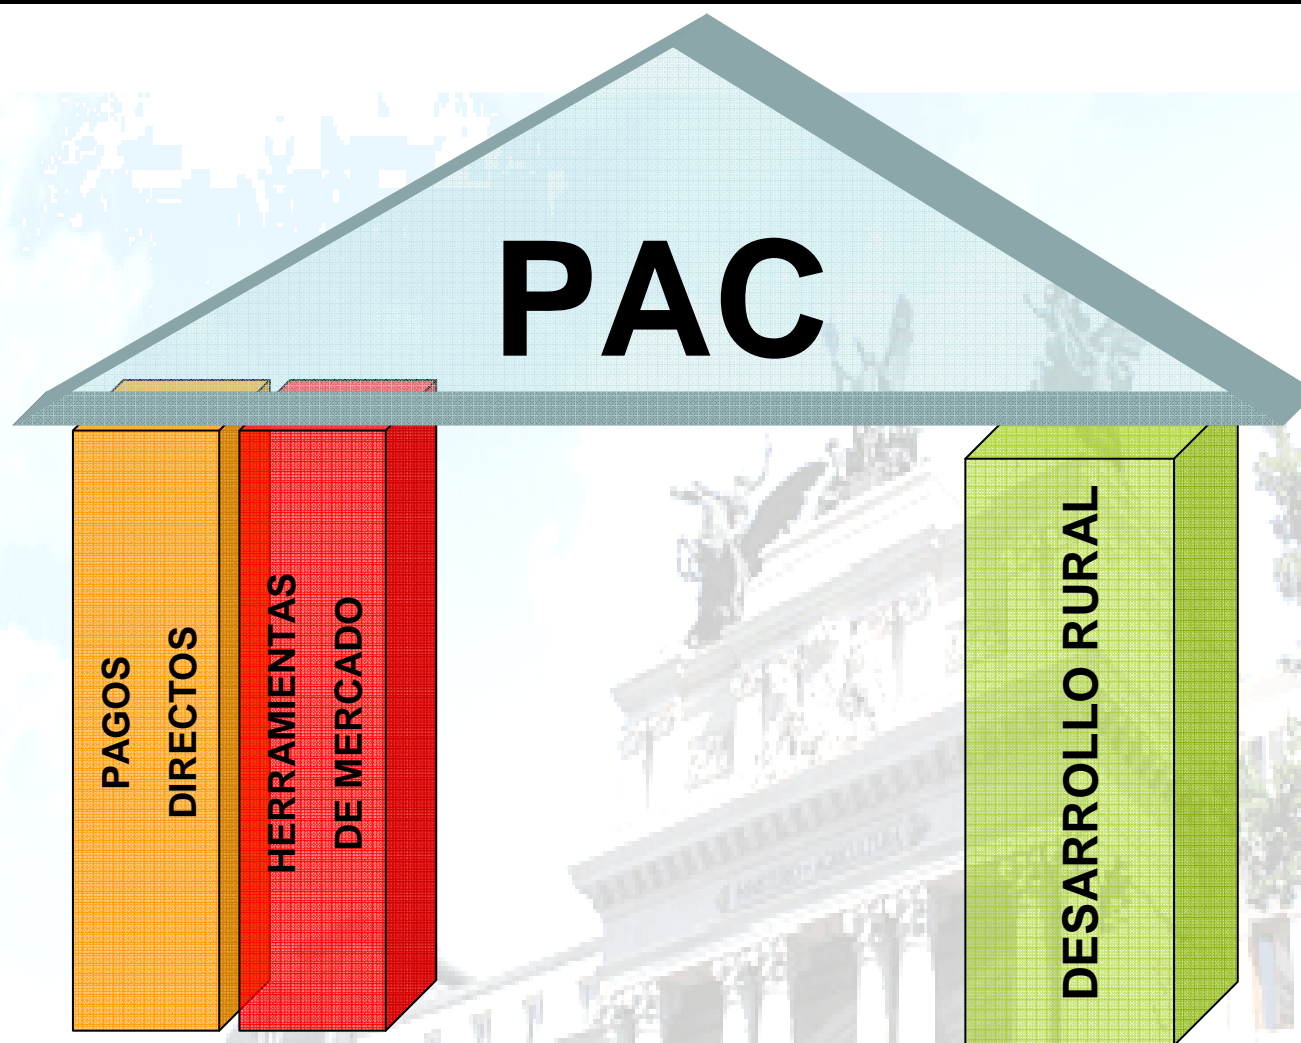 PAC
PAGOS
DIRECTOS
HERRAMIENTAS
DE MERCADO
DESARROLLO RURAL